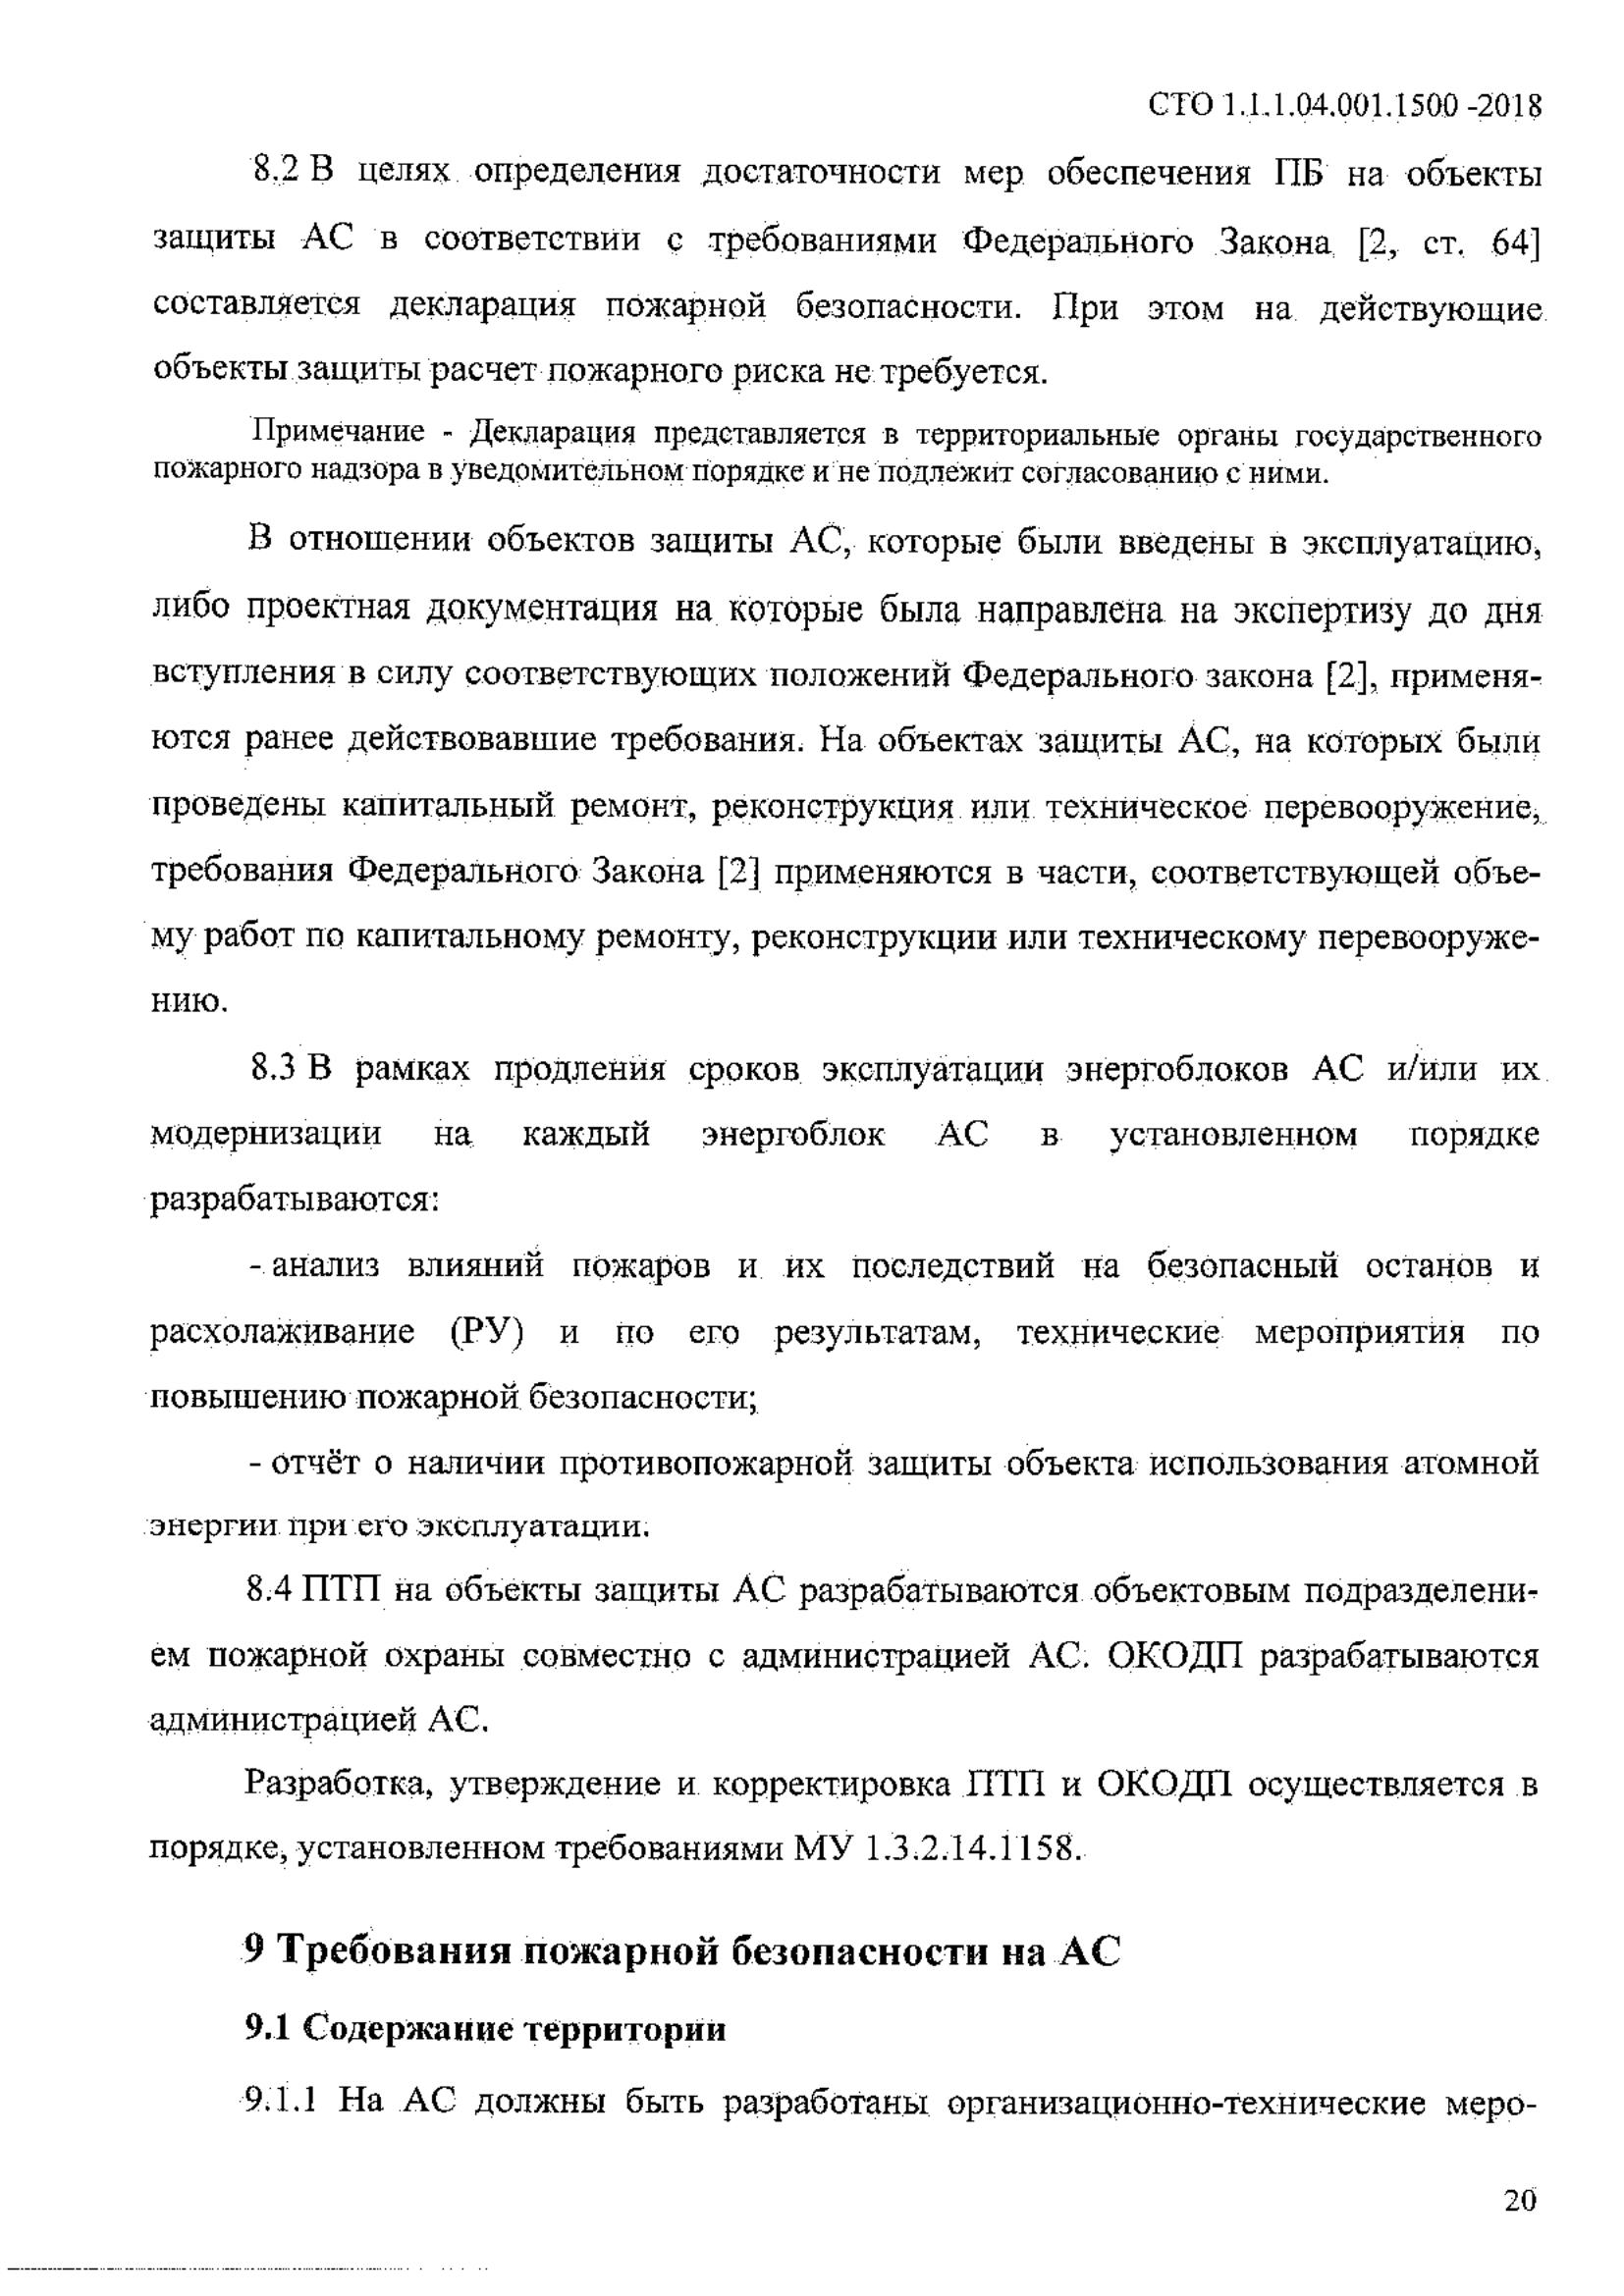 СТО 1.1.1.04.001.1500 -2018
8.2 В целях определения достаточности мер обеспечения ПБ на объекты
защиты АС в соответствии с требованиями Федерального Закона [2, ст. 64]
составляется декларация пожарной безопасности. При этом на действующие
объекты защиты расчет пожарного риска не требуется.
Примечание - Декларация представляется в территориальные органы государственного
пожарного надзора в уведомительном порядке и не подлежит согласованию с ними.
В отношении объектов защиты АС, которые были введены в эксплуатацию,
либо проектная документация на которые была направлена на экспертизу до дня
вступления в силу соответствующих положений Федерального закона [2], применя-
ются ранее действовавшие требования. На объектах защиты АС, на которых были
проведены капитальный ремонт, реконструкция или техническое перевооружение,
требования Федерального Закона [2] применяются в части, соответствующей объе-
му работ по капитальному ремонту, реконструкции или техническому перевооруже-
нию.
8.3 В рамках продления сроков эксплуатации энергоблоков АС и/или их
модернизации на каждый энергоблок АС в установленном порядке
разрабатываются:
- анализ влияний пожаров и их последствий на безопасный останов и
расхолаживание (РУ) и по его результатам, технические мероприятия по
повышению пожарной безопасности;
- отчёт о наличии противопожарной защиты объекта использования атомной
энергии при его эксплуатации.
8.4 ПТП на объекты защиты АС разрабатываются объектовым подразделени-
ем пожарной охраны совместно с администрацией АС. ОКОДП разрабатываются
администрацией АС.
Разработка, утверждение и корректировка ПТП и ОКОДП осуществляется в
порядке, установленном требованиями МУ 1.3.2.14.1158.
9 Требования пожарной безопасности на АС
9.1 Содержание территории
9.1.1 На АС должны быть разработаны организационно-технические меро-
20